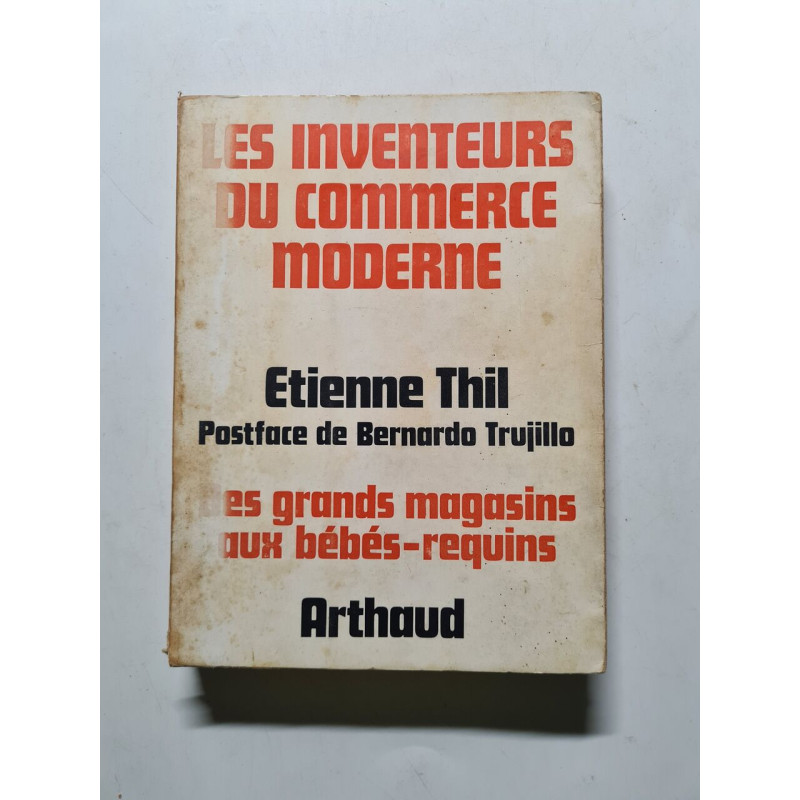 LES INVENTEURS
DU COMMERCE
MODERNE
Etienne Thil
Postface de Bernardo Trujillo
des grands magasins
aux bébés-requins
Arthaud